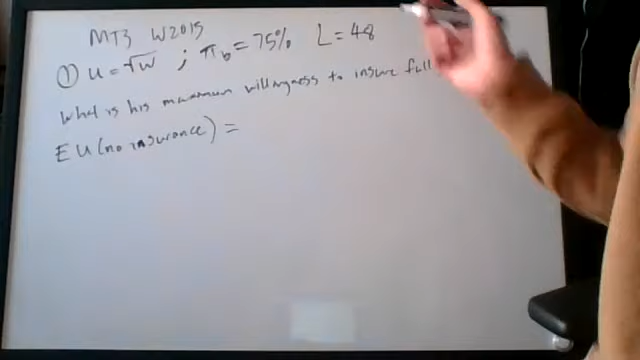 MT3 W2015
① u = √w ; π_b = 75% L = 48
What is his maximum willingness to insure full
EU(no insurance) =